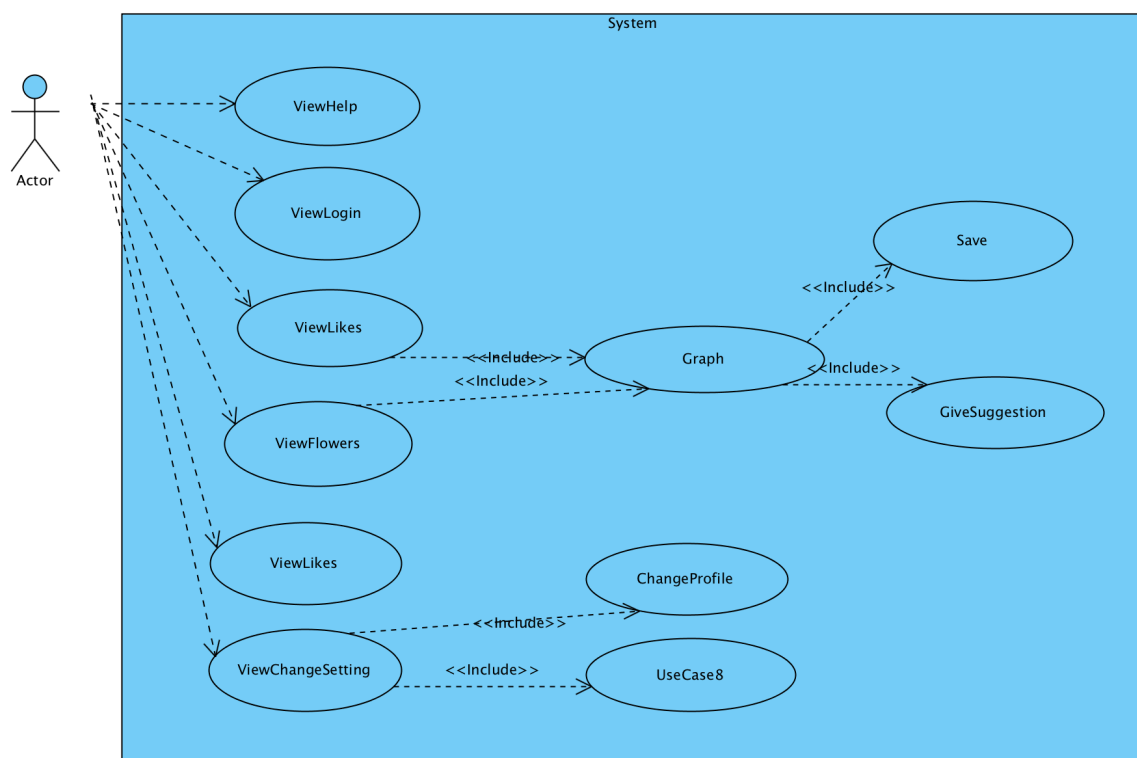 System
Actor
ViewHelp
ViewLogin
Save
<<Include>>
ViewLikes
<<Include>>
Graph
<<Include>>
<<Include>>
GiveSuggestion
ViewFlowers
ViewLikes
ChangeProfile
<<Include>>
ViewChangeSetting
<<Include>>
UseCase8